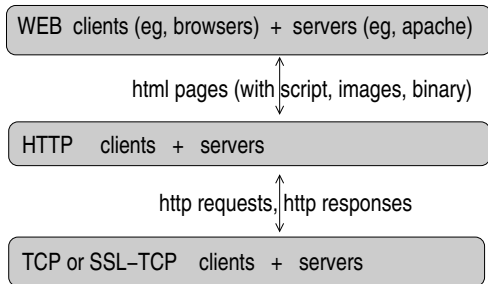 WEB clients (eg, browsers) + servers (eg, apache)
html pages (with script, images, binary)
HTTP clients + servers
http requests, http responses
TCP or SSL−TCP clients + servers